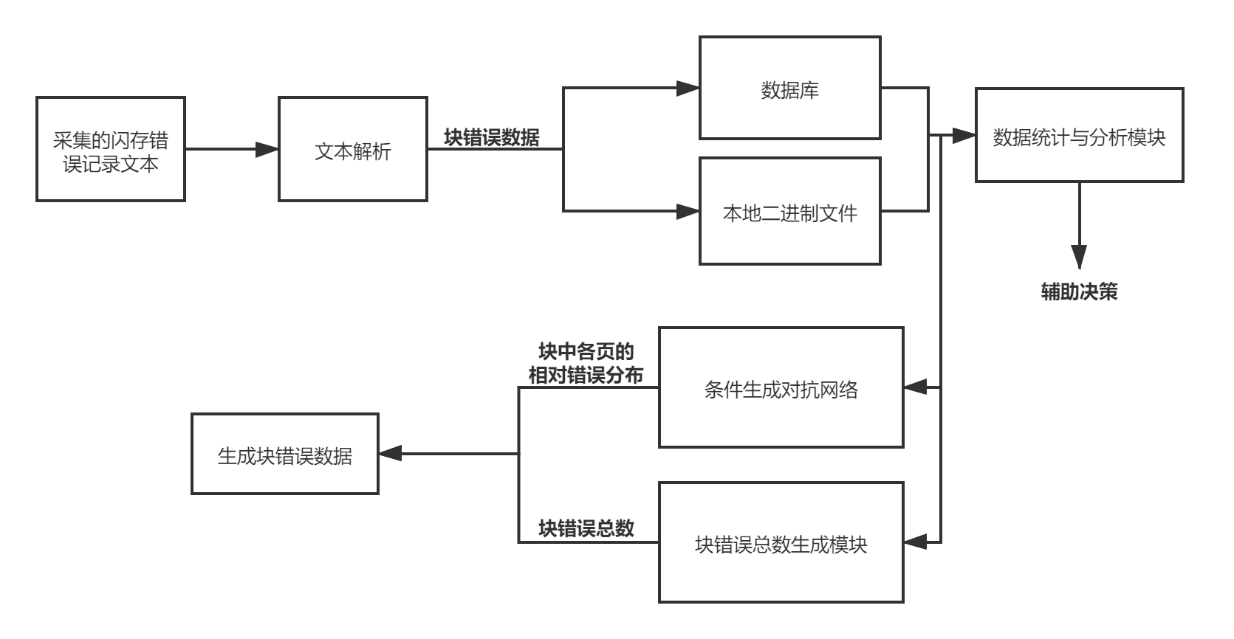 采集的闪存错
误记录文本
文本解析
块错误数据
数据库
本地二进制文件
数据统计与分析模块
辅助决策
块中各页的
相对错误分布
条件生成对抗网络
生成块错误数据
块错误总数
块错误总数生成模块